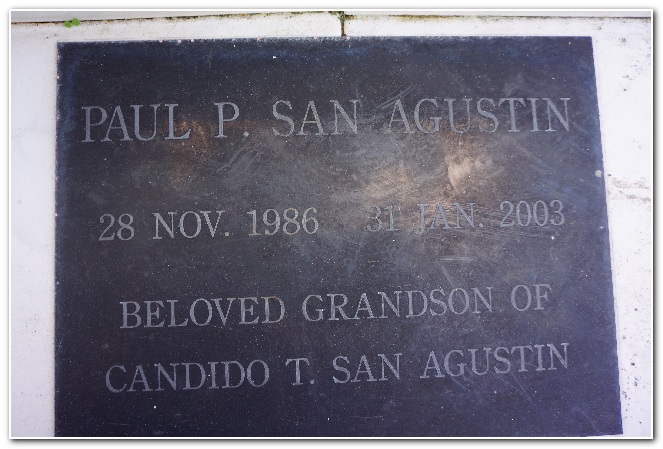 PAUL P. SAN AGUSTIN
28 NOV. 1986 31 JAN. 2003
BELOVED GRANDSON OF
CANDIDO T. SAN AGUSTIN